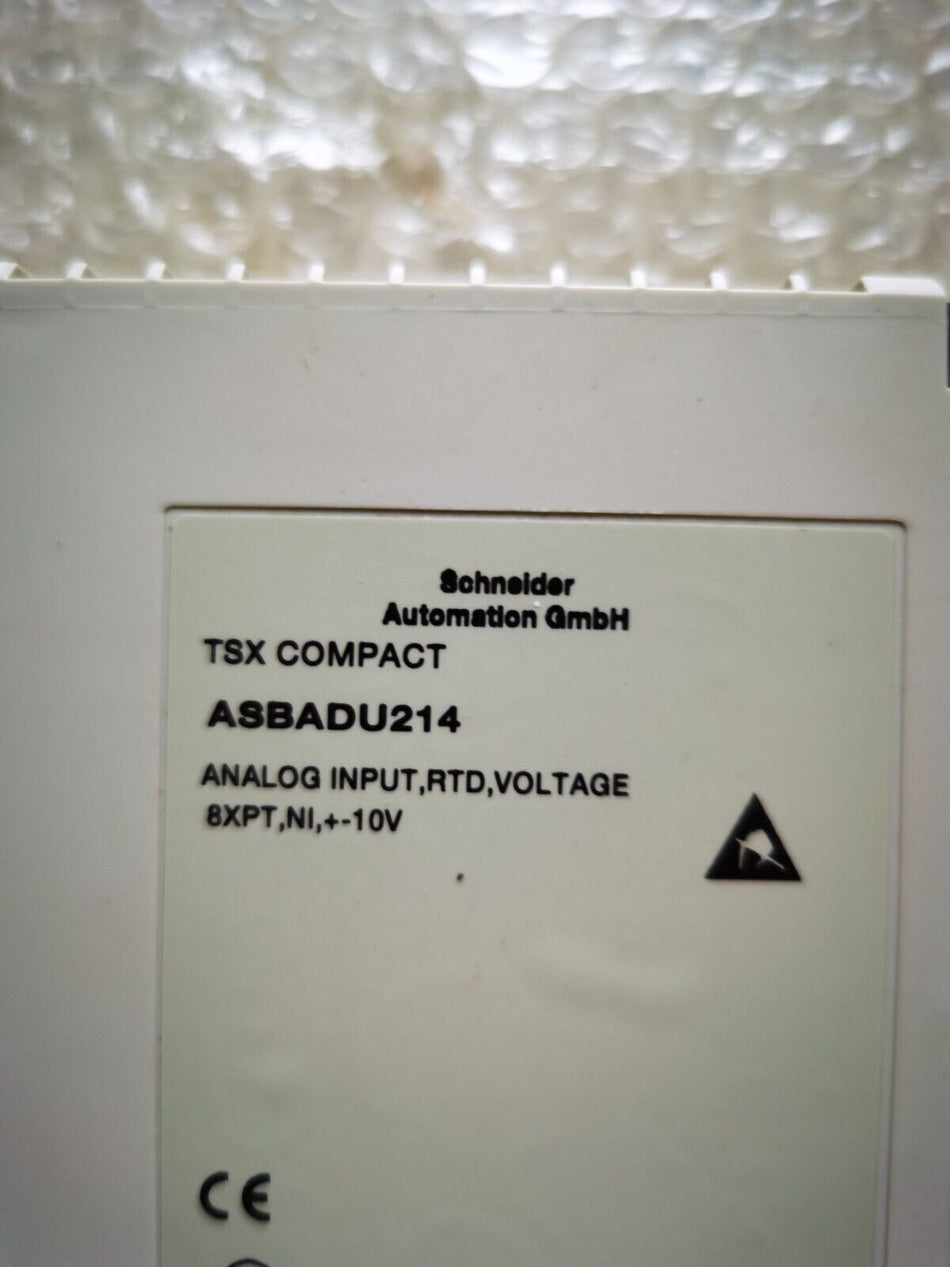 Schneider
Automation GmbH
TSX COMPACT
ASBADU214
ANALOG INPUT,RTD,VOLTAGE
8XPT,NI,+-10V
CE